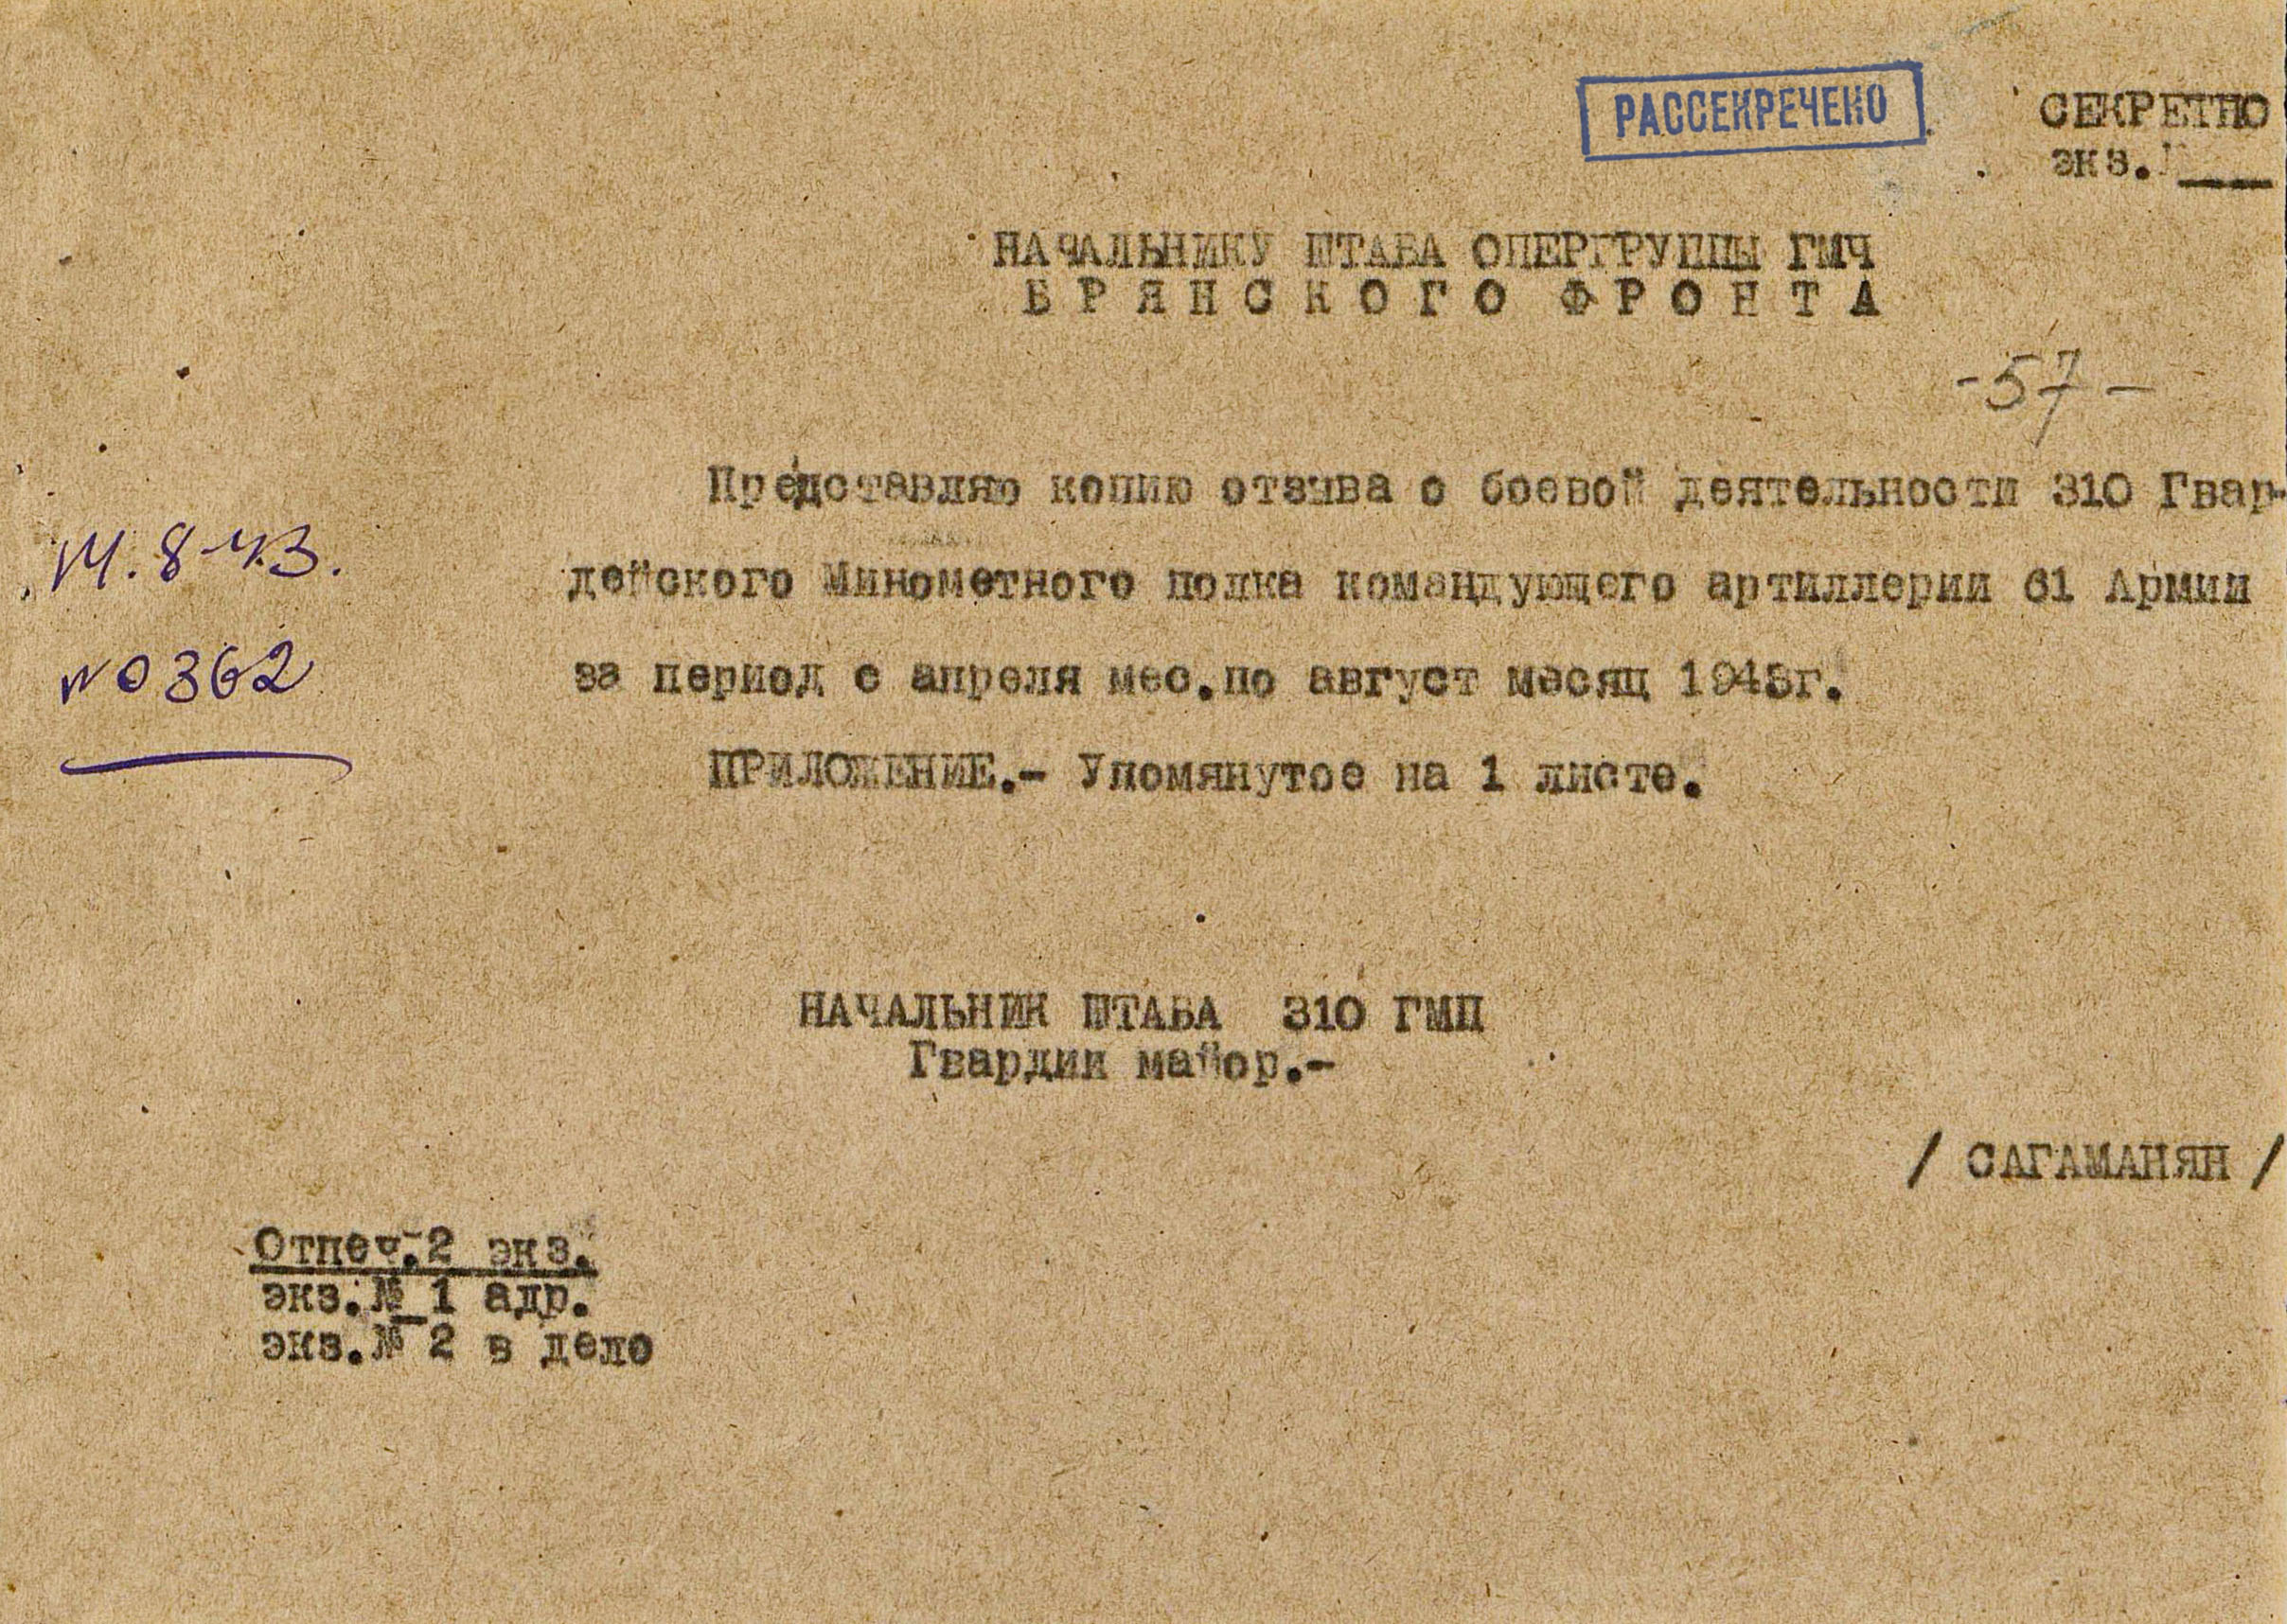 РАССЕКРЕЧЕНО
СЕКРЕТНО
экз.№___
НАЧАЛЬНИКУ ШТАБА ОПЕРГРУППЫ ГМЧ
БРЯНСКОГО ФРОНТА
-57-
Представляю копию отзыва о боевой деятельности 310 Гвар-
14.8.43.
дейского Минометного полка командующего артиллерии 61 Армии
№0362
за период с апреля мес.по август месяц 1943г.
ПРИЛОЖЕНИЕ.- Упомянутое на 1 листе.
НАЧАЛЬНИК ШТАБА 310 ГМП
Гвардии майор.-
/ САГАМАНЯН /
Отпеч.2 экз.
экз.№ 1 адр.
экз.№ 2 в дело